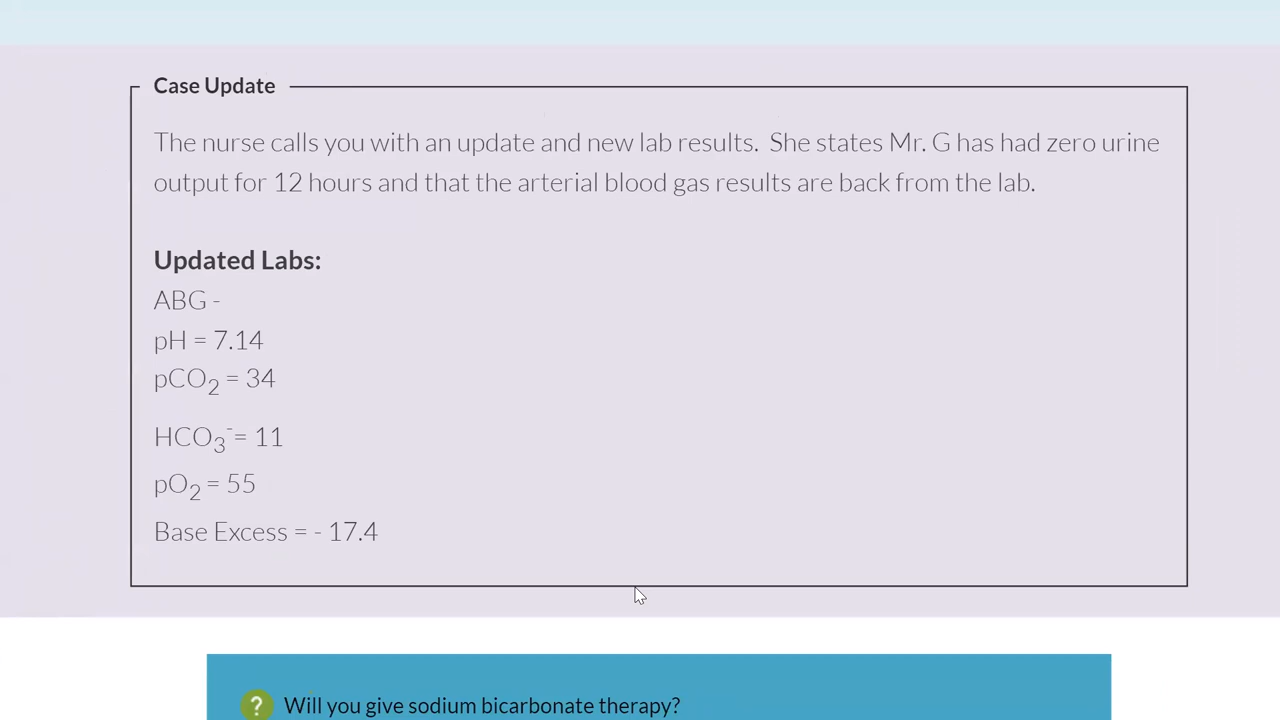 Case Update
The nurse calls you with an update and new lab results.  She states Mr. G has had zero urine
output for 12 hours and that the arterial blood gas results are back from the lab.
Updated Labs:
ABG -
pH = 7.14
pCO₂ = 34
HCO₃⁻= 11
pO₂ = 55
Base Excess = - 17.4
? Will you give sodium bicarbonate therapy?